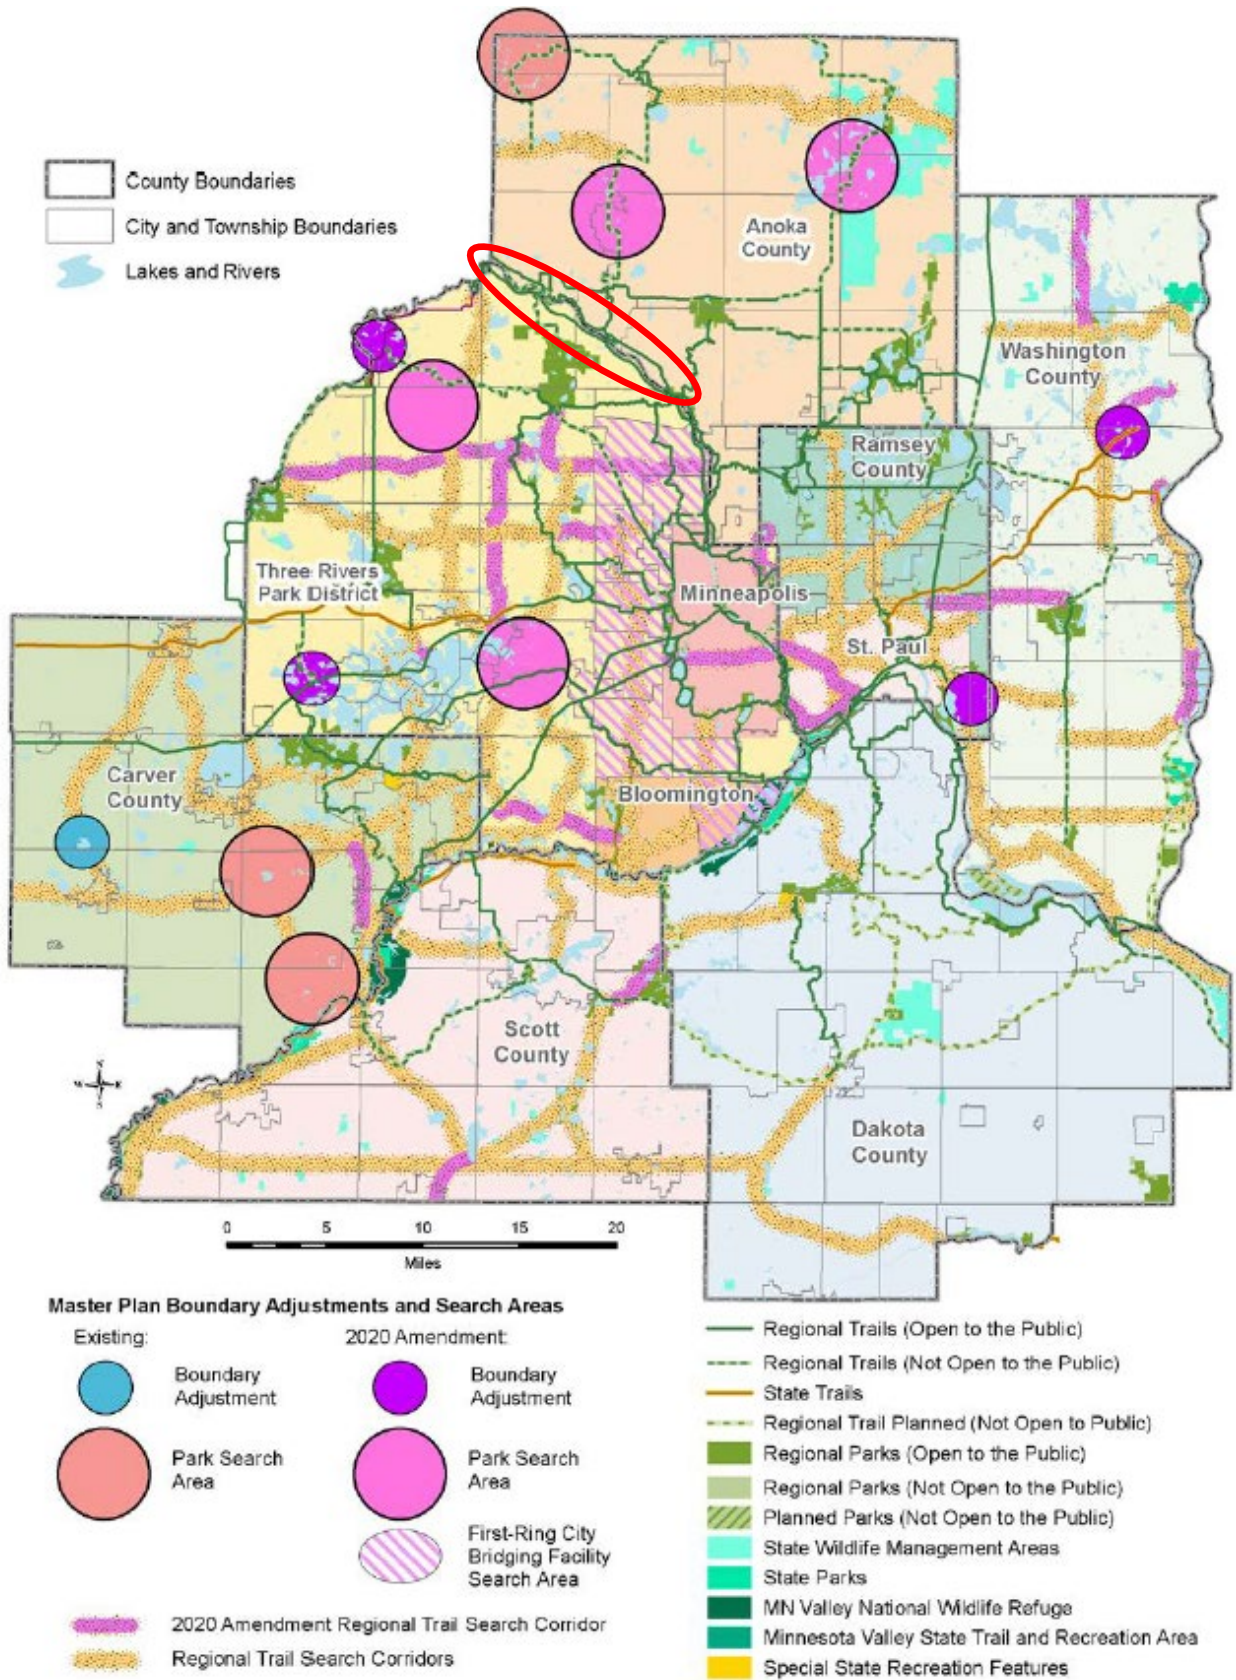 County Boundaries
City and Township Boundaries
Lakes and Rivers
Anoka
County
Washington
County
Ramsey
County
Three Rivers
Park District
Minneapolis
St. Paul
Carver
County
Bloomington
Scott
County
Dakota
County
0 5 10 15 20
Miles
Master Plan Boundary Adjustments and Search Areas
Existing:
Boundary
Adjustment
Park Search
Area
2020 Amendment:
Boundary
Adjustment
Park Search
Area
First-Ring City
Bridging Facility
Search Area
2020 Amendment Regional Trail Search Corridor
Regional Trail Search Corridors
Regional Trails (Open to the Public)
Regional Trails (Not Open to the Public)
State Trails
Regional Trail Planned (Not Open to Public)
Regional Parks (Open to the Public)
Regional Parks (Not Open to the Public)
Planned Parks (Not Open to the Public)
State Wildlife Management Areas
State Parks
MN Valley National Wildlife Refuge
Minnesota Valley State Trail and Recreation Area
Special State Recreation Features